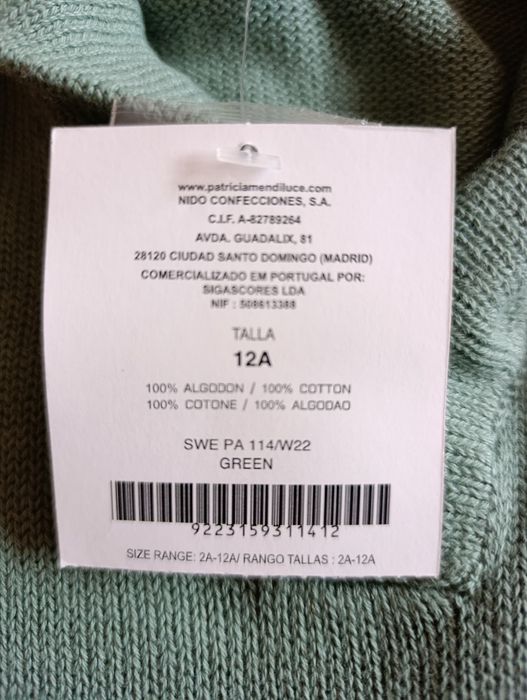 www.patriciamendiluce.com
NIDO CONFECCIONES, S.A.
C.I.F. A-82789264
AVDA. GUADALIX, 81
28120 CIUDAD SANTO DOMINGO (MADRID)
COMERCIALIZADO EM PORTUGAL POR:
SIGASCORES LDA
NIF : 508613388
TALLA
12A
100% ALGODON / 100% COTTON
100% COTONE / 100% ALGODAO
SWE PA 114/W22
GREEN
9223159311412
SIZE RANGE: 2A-12A/ RANGO TALLAS : 2A-12A